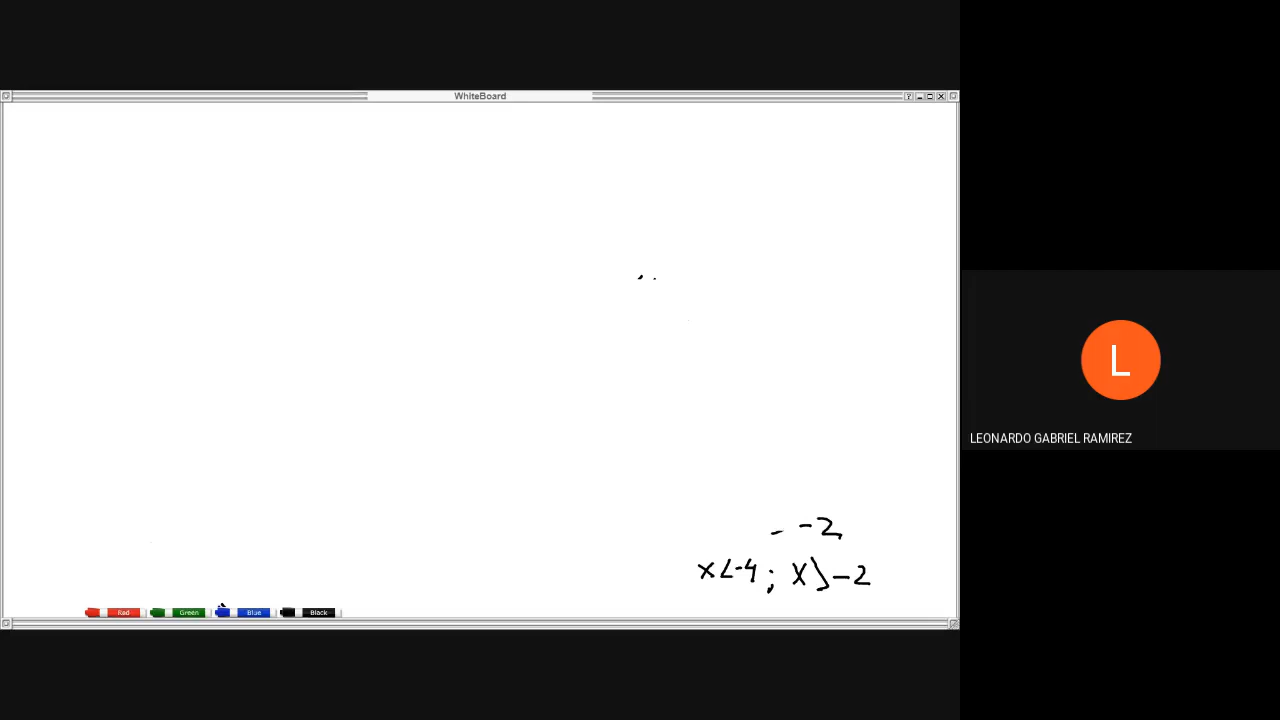 WhiteBoard
- -2
x<-4 ; x>-2
Red Green Blue Black
L
LEONARDO GABRIEL RAMIREZ